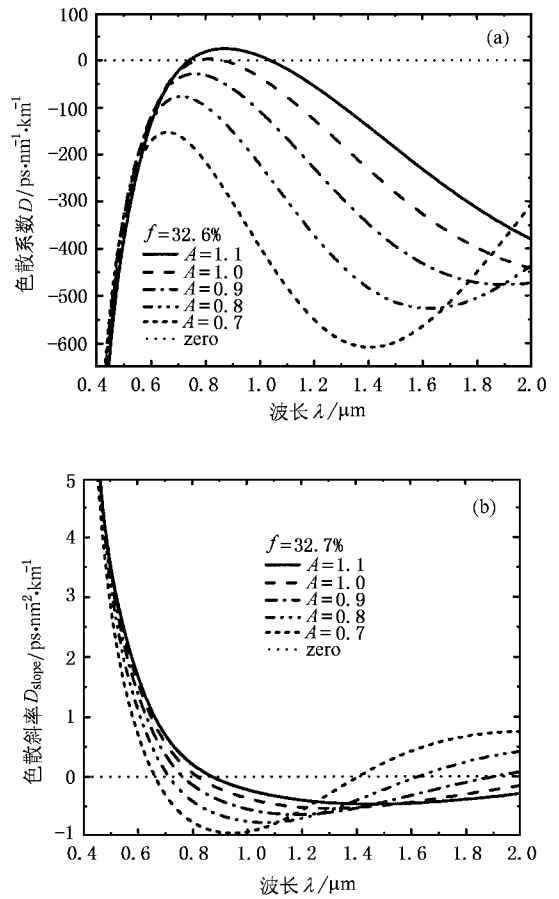 (a)
100
0
-100
-200
-300
-400
-500
-600
色散系数 D / ps·nm⁻¹·km⁻¹
f=32.6%
A=1.1
A=1.0
A=0.9
A=0.8
A=0.7
zero
0.4 0.6 0.8 1.0 1.2 1.4 1.6 1.8 2.0
波长 λ/μm
(b)
5
4
3
2
1
0
-1
色散斜率 Dslope/ps·nm⁻²·km⁻¹
f=32.7%
A=1.1
A=1.0
A=0.9
A=0.8
A=0.7
zero
0.4 0.6 0.8 1.0 1.2 1.4 1.6 1.8 2.0
波长 λ/μm